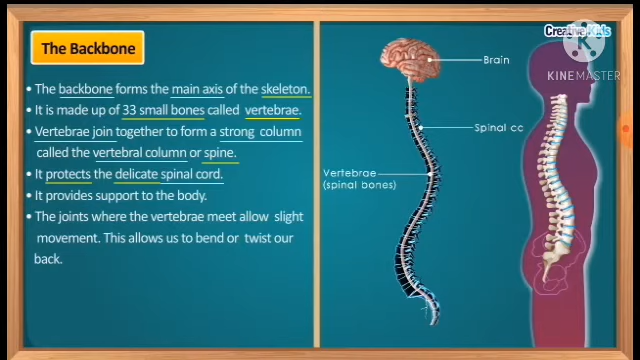 The Backbone
• The backbone forms the main axis of the skeleton.
• It is made up of 33 small bones called vertebrae.
• Vertebrae join together to form a strong column
called the vertebral column or spine.
• It protects the delicate spinal cord.
• It provides support to the body.
• The joints where the vertebrae meet allow slight
movement. This allows us to bend or twist our
back.
Brain
Spinal cc
Vertebrae
(spinal bones)
Creative Kids
KINEMASTER